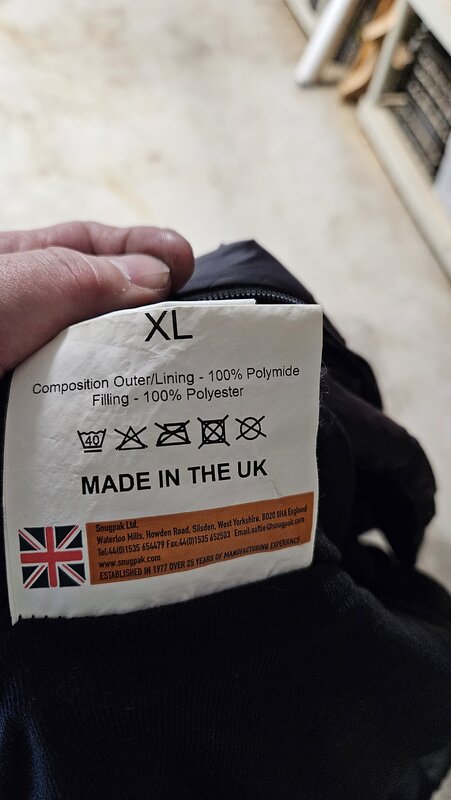 XL
Composition Outer/Lining - 100% Polymide
Filling - 100% Polyester
40
MADE IN THE UK
Snugpak Ltd.
Waterloo Mills, Howden Road, Silsden, West Yorkshire, BD20 0HA England
Tel.44(0)1535 654479 Fax.44(0)1535 652503 Email:softie@snugpak.com
www.snugpak.com
ESTABLISHED IN 1977 OVER 25 YEARS OF MANUFACTURING EXPERIENCE